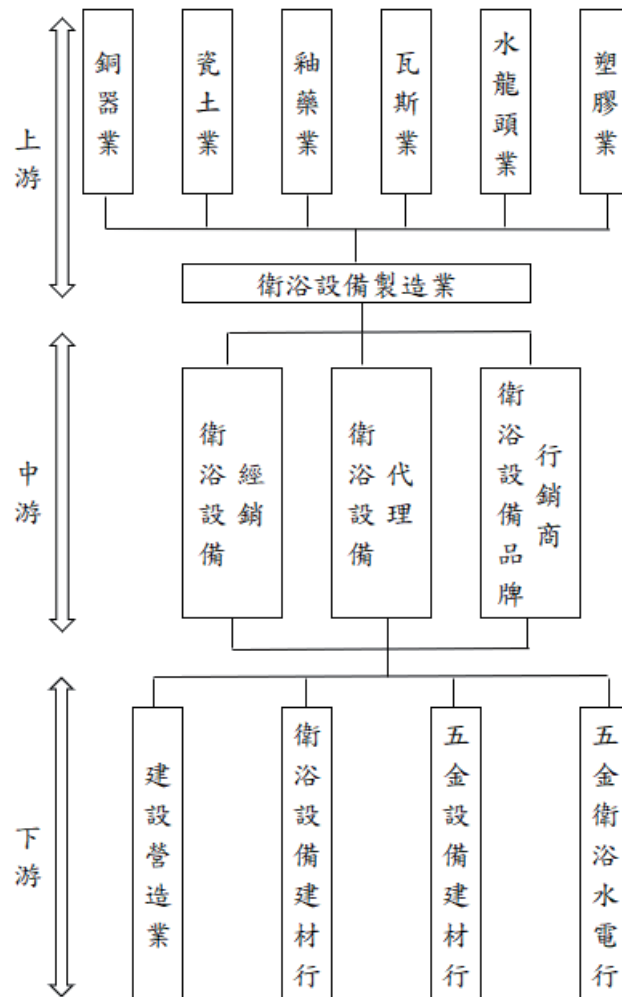 上游
銅器業
瓷土業
釉藥業
瓦斯業
水龍頭業
塑膠業
衛浴設備製造業
中游
衛浴設備
經銷
衛浴設備
代理
衛浴設備品牌
行銷商
下游
建設營造業
衛浴設備建材行
五金設備建材行
五金衛浴水電行